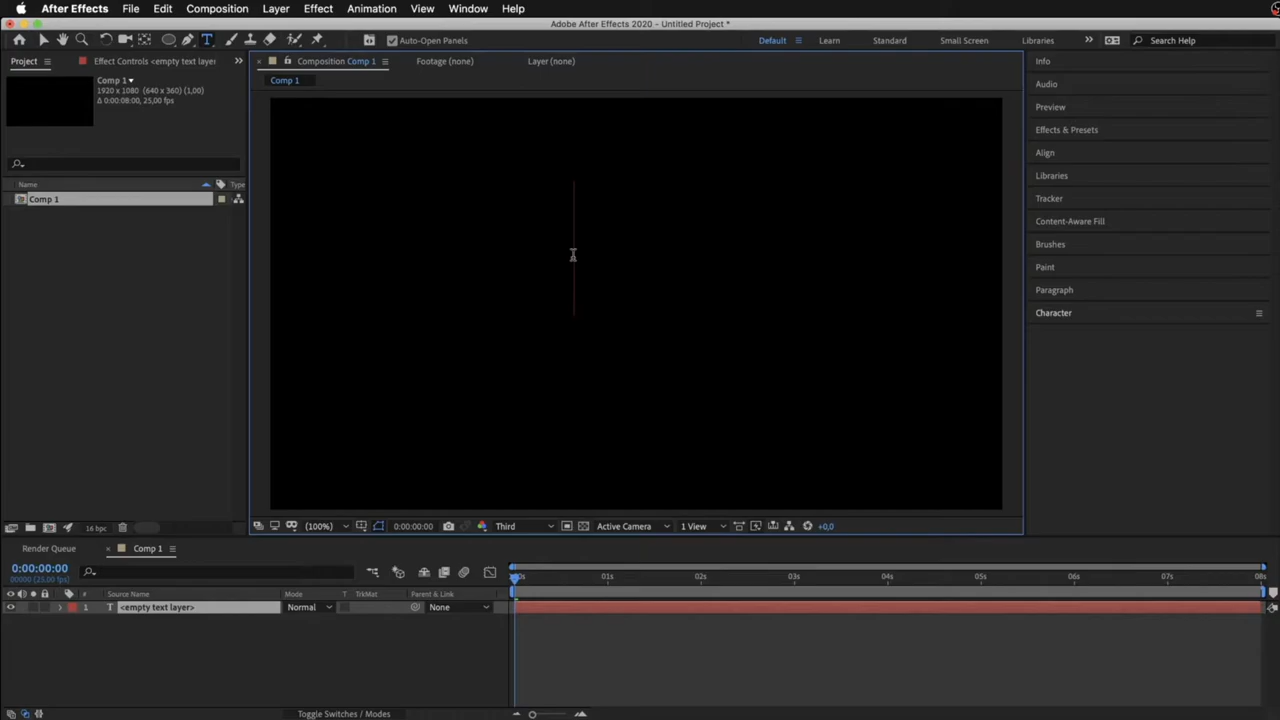 After Effects File Edit Composition Layer Effect Animation View Window Help
Adobe After Effects 2020 - Untitled Project *
T Auto-Open Panels Default Learn Standard Small Screen Libraries Search Help
Project Effect Controls <empty text layer>
Comp 1
1920 x 1080 (640 x 360) (1,00)
Δ 0:00:08:00, 25,00 fps
Name Type
Comp 1
16 bpc
Composition Comp 1 Footage (none) Layer (none)
Comp 1
(100%) 0:00:00:00 Third Active Camera 1 View +0,0
Info
Audio
Preview
Effects & Presets
Align
Libraries
Tracker
Content-Aware Fill
Brushes
Paint
Paragraph
Character
Render Queue Comp 1
0:00:00:00
00000 (25.00 fps)
# Source Name Mode T TrkMat Parent & Link
1 T <empty text layer> Normal None
01s 02s 03s 04s 05s 06s 07s 08s
Toggle Switches / Modes